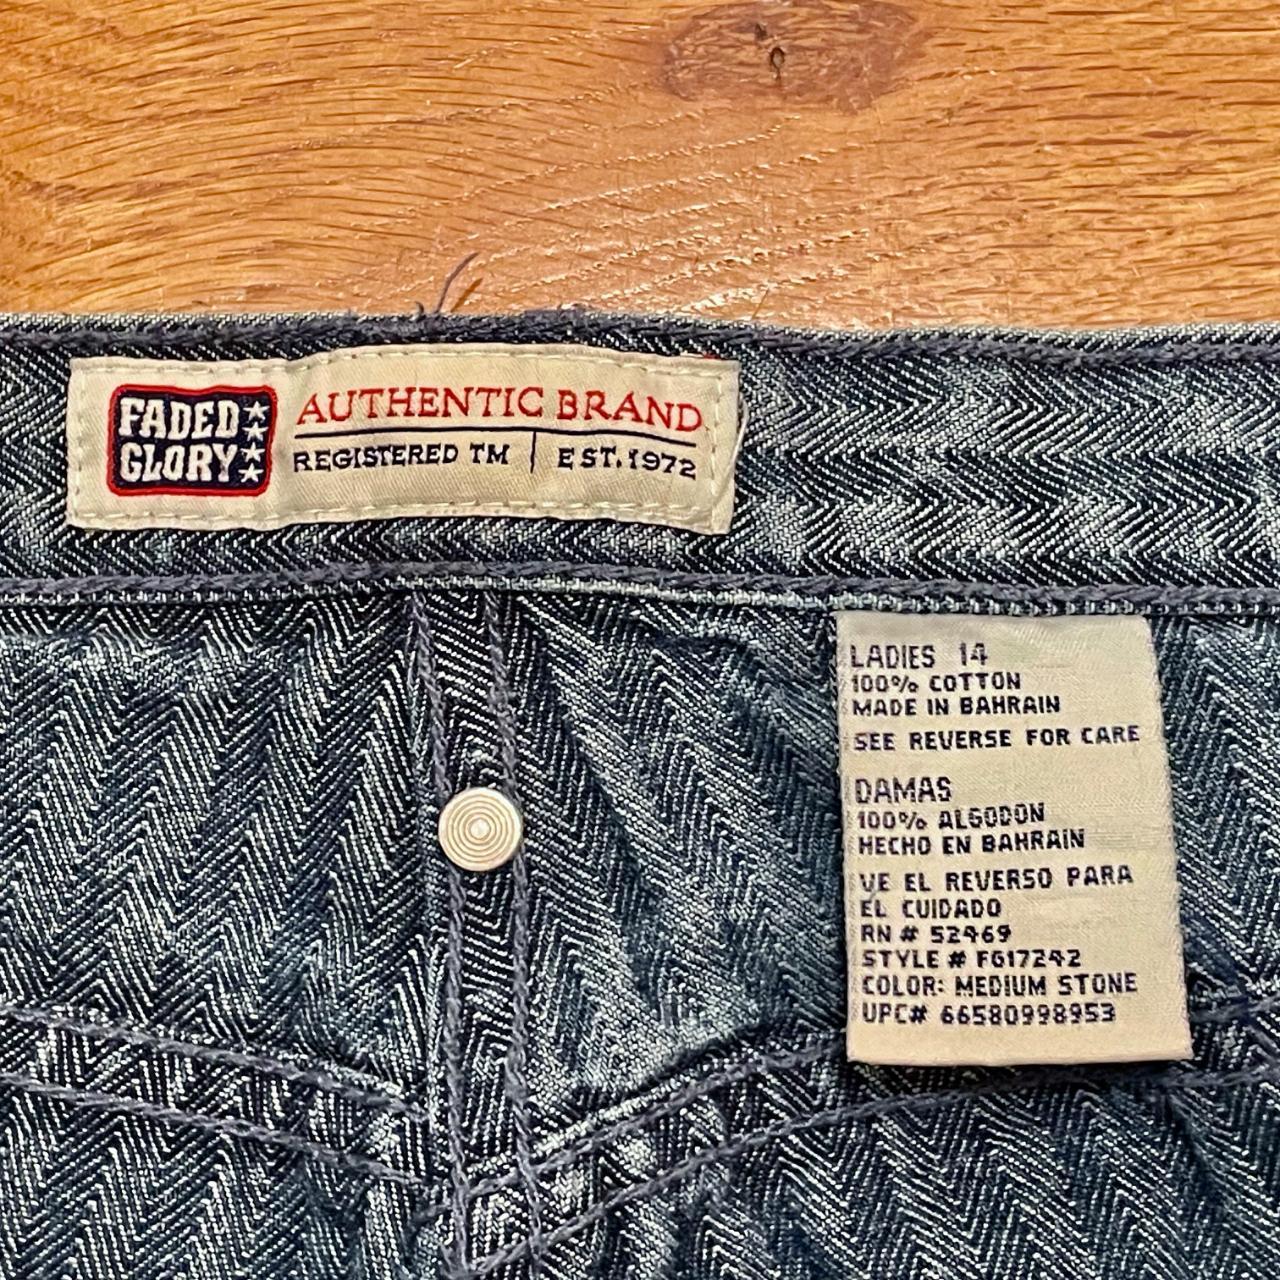 FADED
GLORY
AUTHENTIC BRAND
REGISTERED TM | EST. 1972
LADIES 14
100% COTTON
MADE IN BAHRAIN
SEE REVERSE FOR CARE
DAMAS
100% ALGODON
HECHO EN BAHRAIN
VE EL REVERSO PARA
EL CUIDADO
RN # 52469
STYLE # FG17242
COLOR: MEDIUM STONE
UPC# 66580998953